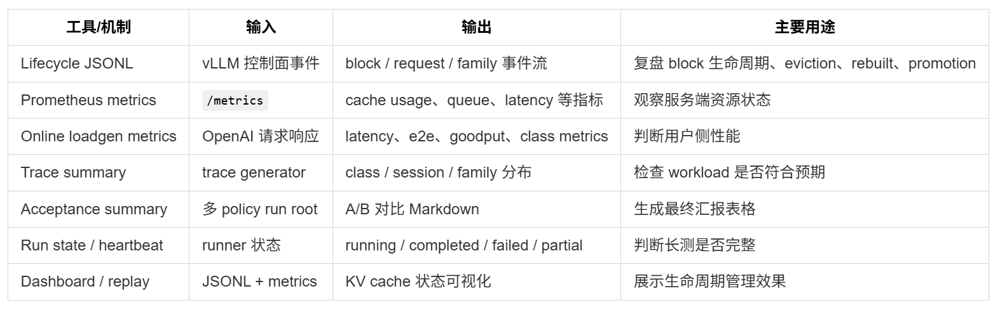 工具/机制 输入 输出 主要用途
Lifecycle JSONL vLLM 控制面事件 block / request / family 事件流 复盘 block 生命周期、eviction、rebuilt、promotion
Prometheus metrics /metrics cache usage、queue、latency 等指标 观察服务端资源状态
Online loadgen metrics OpenAI 请求响应 latency、e2e、goodput、class metrics 判断用户侧性能
Trace summary trace generator class / session / family 分布 检查 workload 是否符合预期
Acceptance summary 多 policy run root A/B 对比 Markdown 生成最终汇报表格
Run state / heartbeat runner 状态 running / completed / failed / partial 判断长测是否完整
Dashboard / replay JSONL + metrics KV cache 状态可视化 展示生命周期管理效果